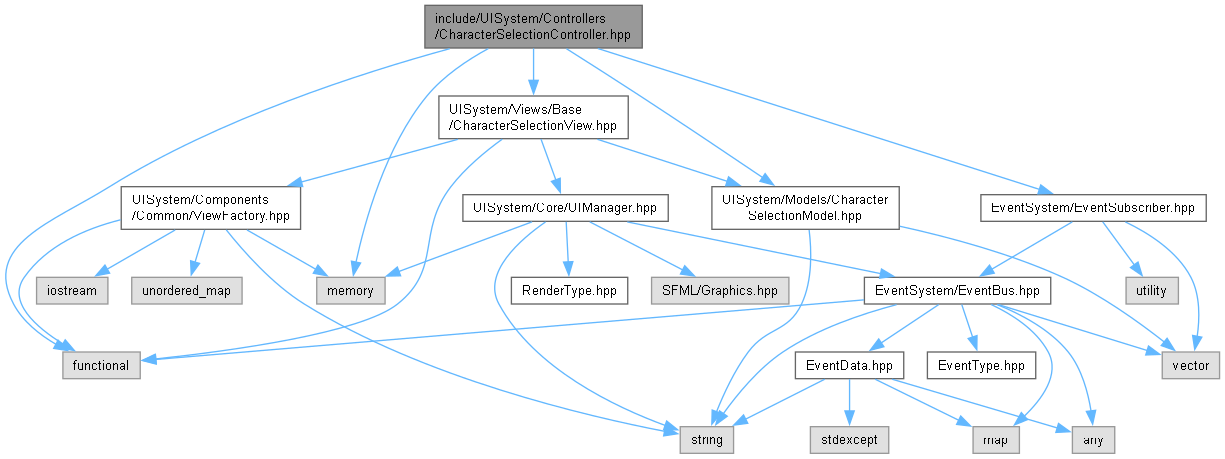 include/UISystem/Controllers
/CharacterSelectionController.hpp
UISystem/Views/Base
/CharacterSelectionView.hpp
UISystem/Components
/Common/ViewFactory.hpp
UISystem/Core/UIManager.hpp
UISystem/Models/Character
SelectionModel.hpp
EventSystem/EventSubscriber.hpp
iostream
unordered_map
memory
RenderType.hpp
SFML/Graphics.hpp
EventSystem/EventBus.hpp
utility
functional
EventData.hpp
EventType.hpp
vector
string
stdexcept
map
any